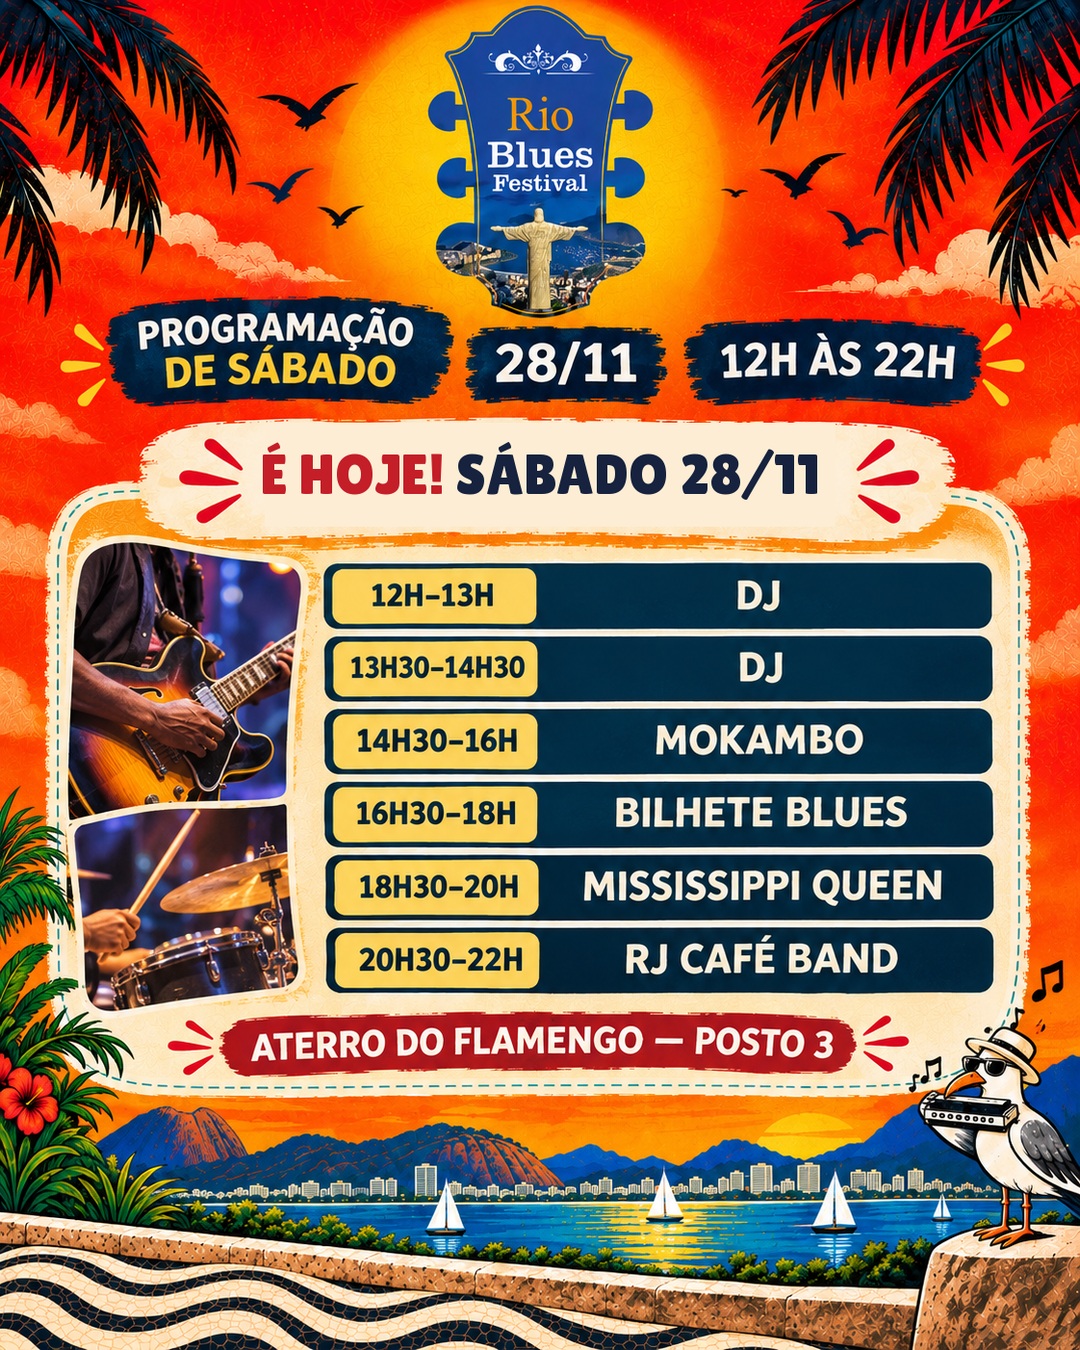 Rio
Blues
Festival
PROGRAMAÇÃO
DE SÁBADO
28/11
12H ÀS 22H
É HOJE! SÁBADO 28/11
12H–13H DJ
13H30–14H30 DJ
14H30–16H MOKAMBO
16H30–18H BILHETE BLUES
18H30–20H MISSISSIPPI QUEEN
20H30–22H RJ CAFÉ BAND
ATERRO DO FLAMENGO — POSTO 3